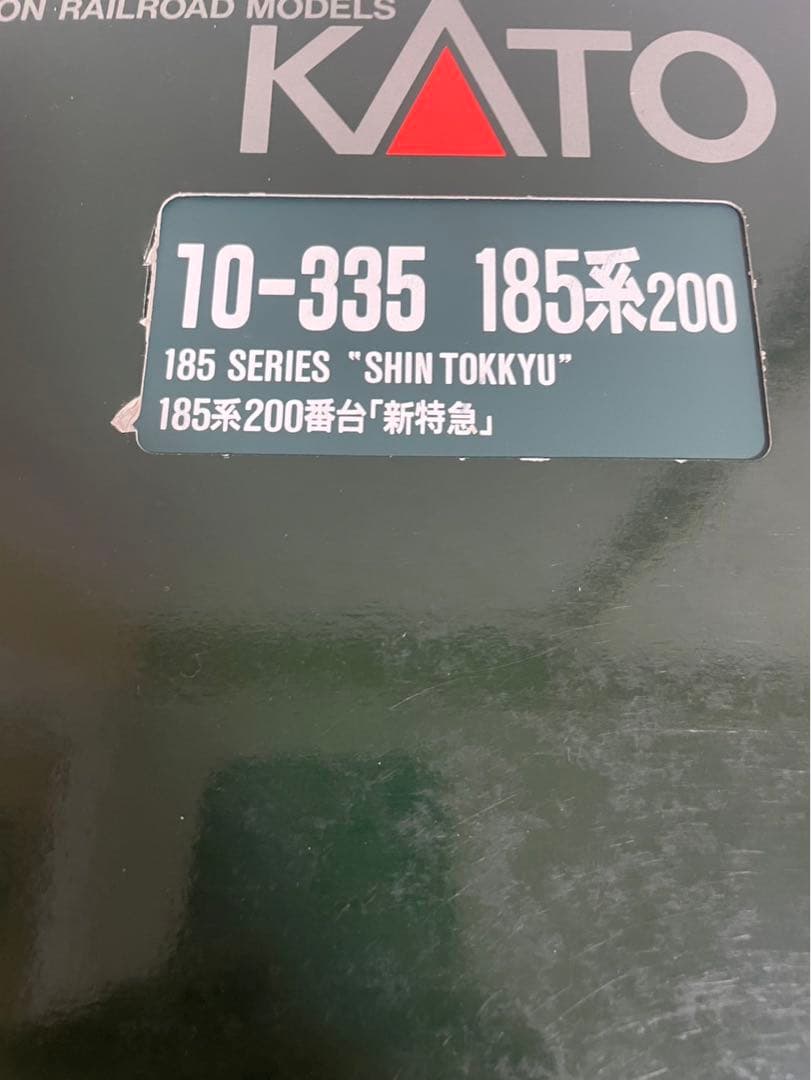 ON RAILROAD MODELS
KATO
10-335 185系200
185 SERIES "SHIN TOKKYU"
185系200番台「新特急」